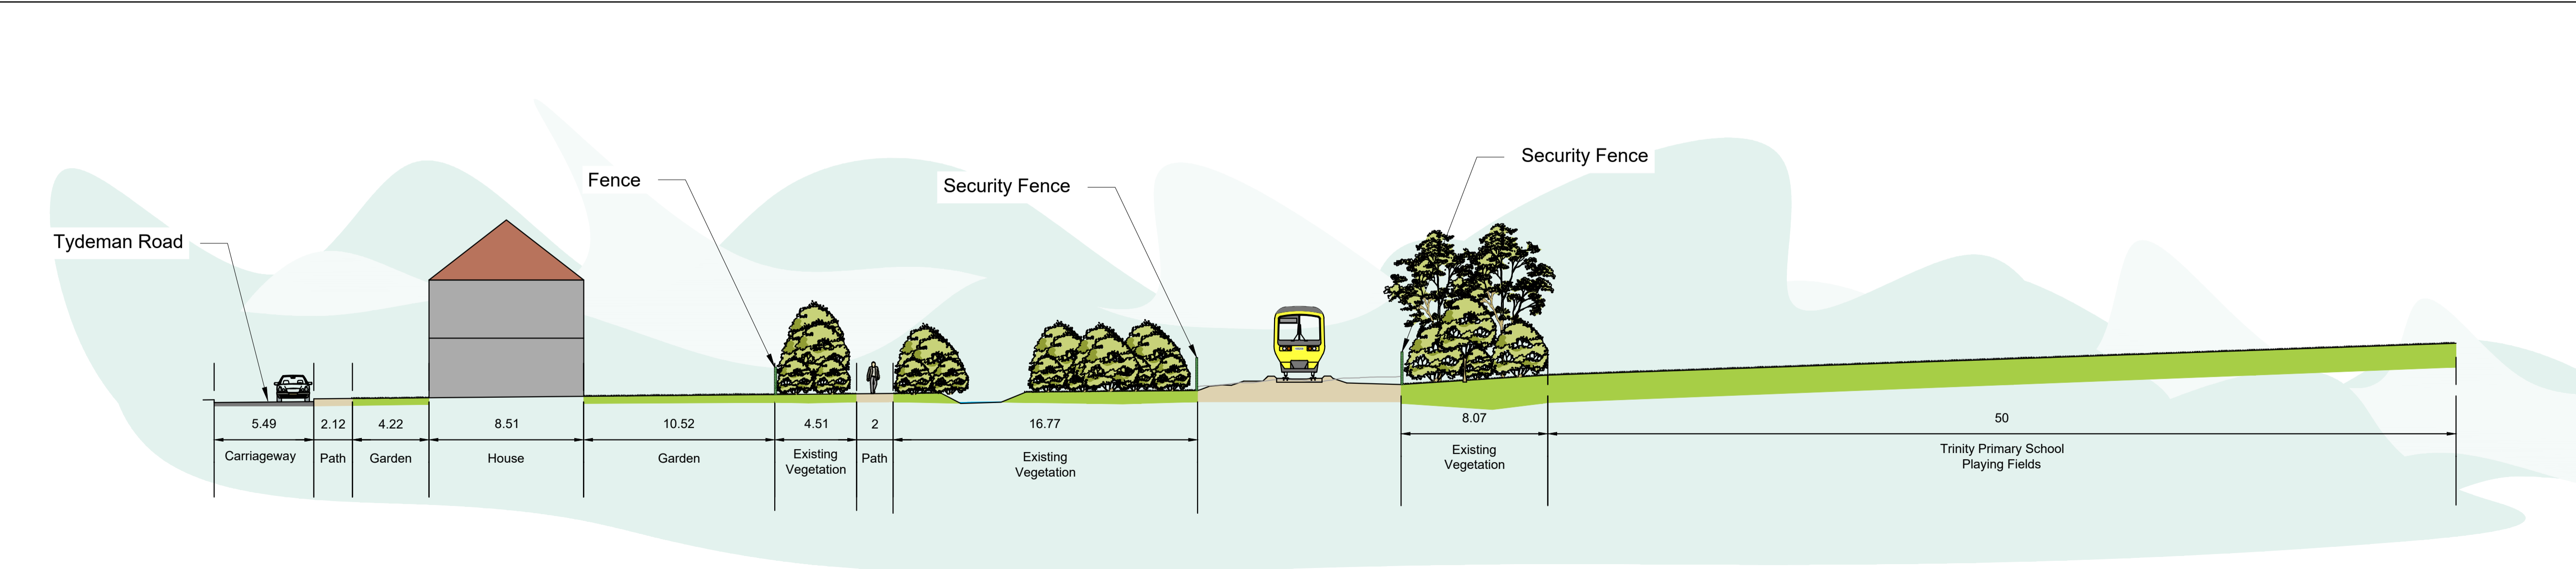 Security Fence
Fence
Security Fence
Tydeman Road
5.49
2.12
4.22
8.51
10.52
4.51
2
16.77
8.07
50
Carriageway
Path
Garden
House
Garden
Existing
Vegetation
Path
Existing
Vegetation
Existing
Vegetation
Trinity Primary School
Playing Fields